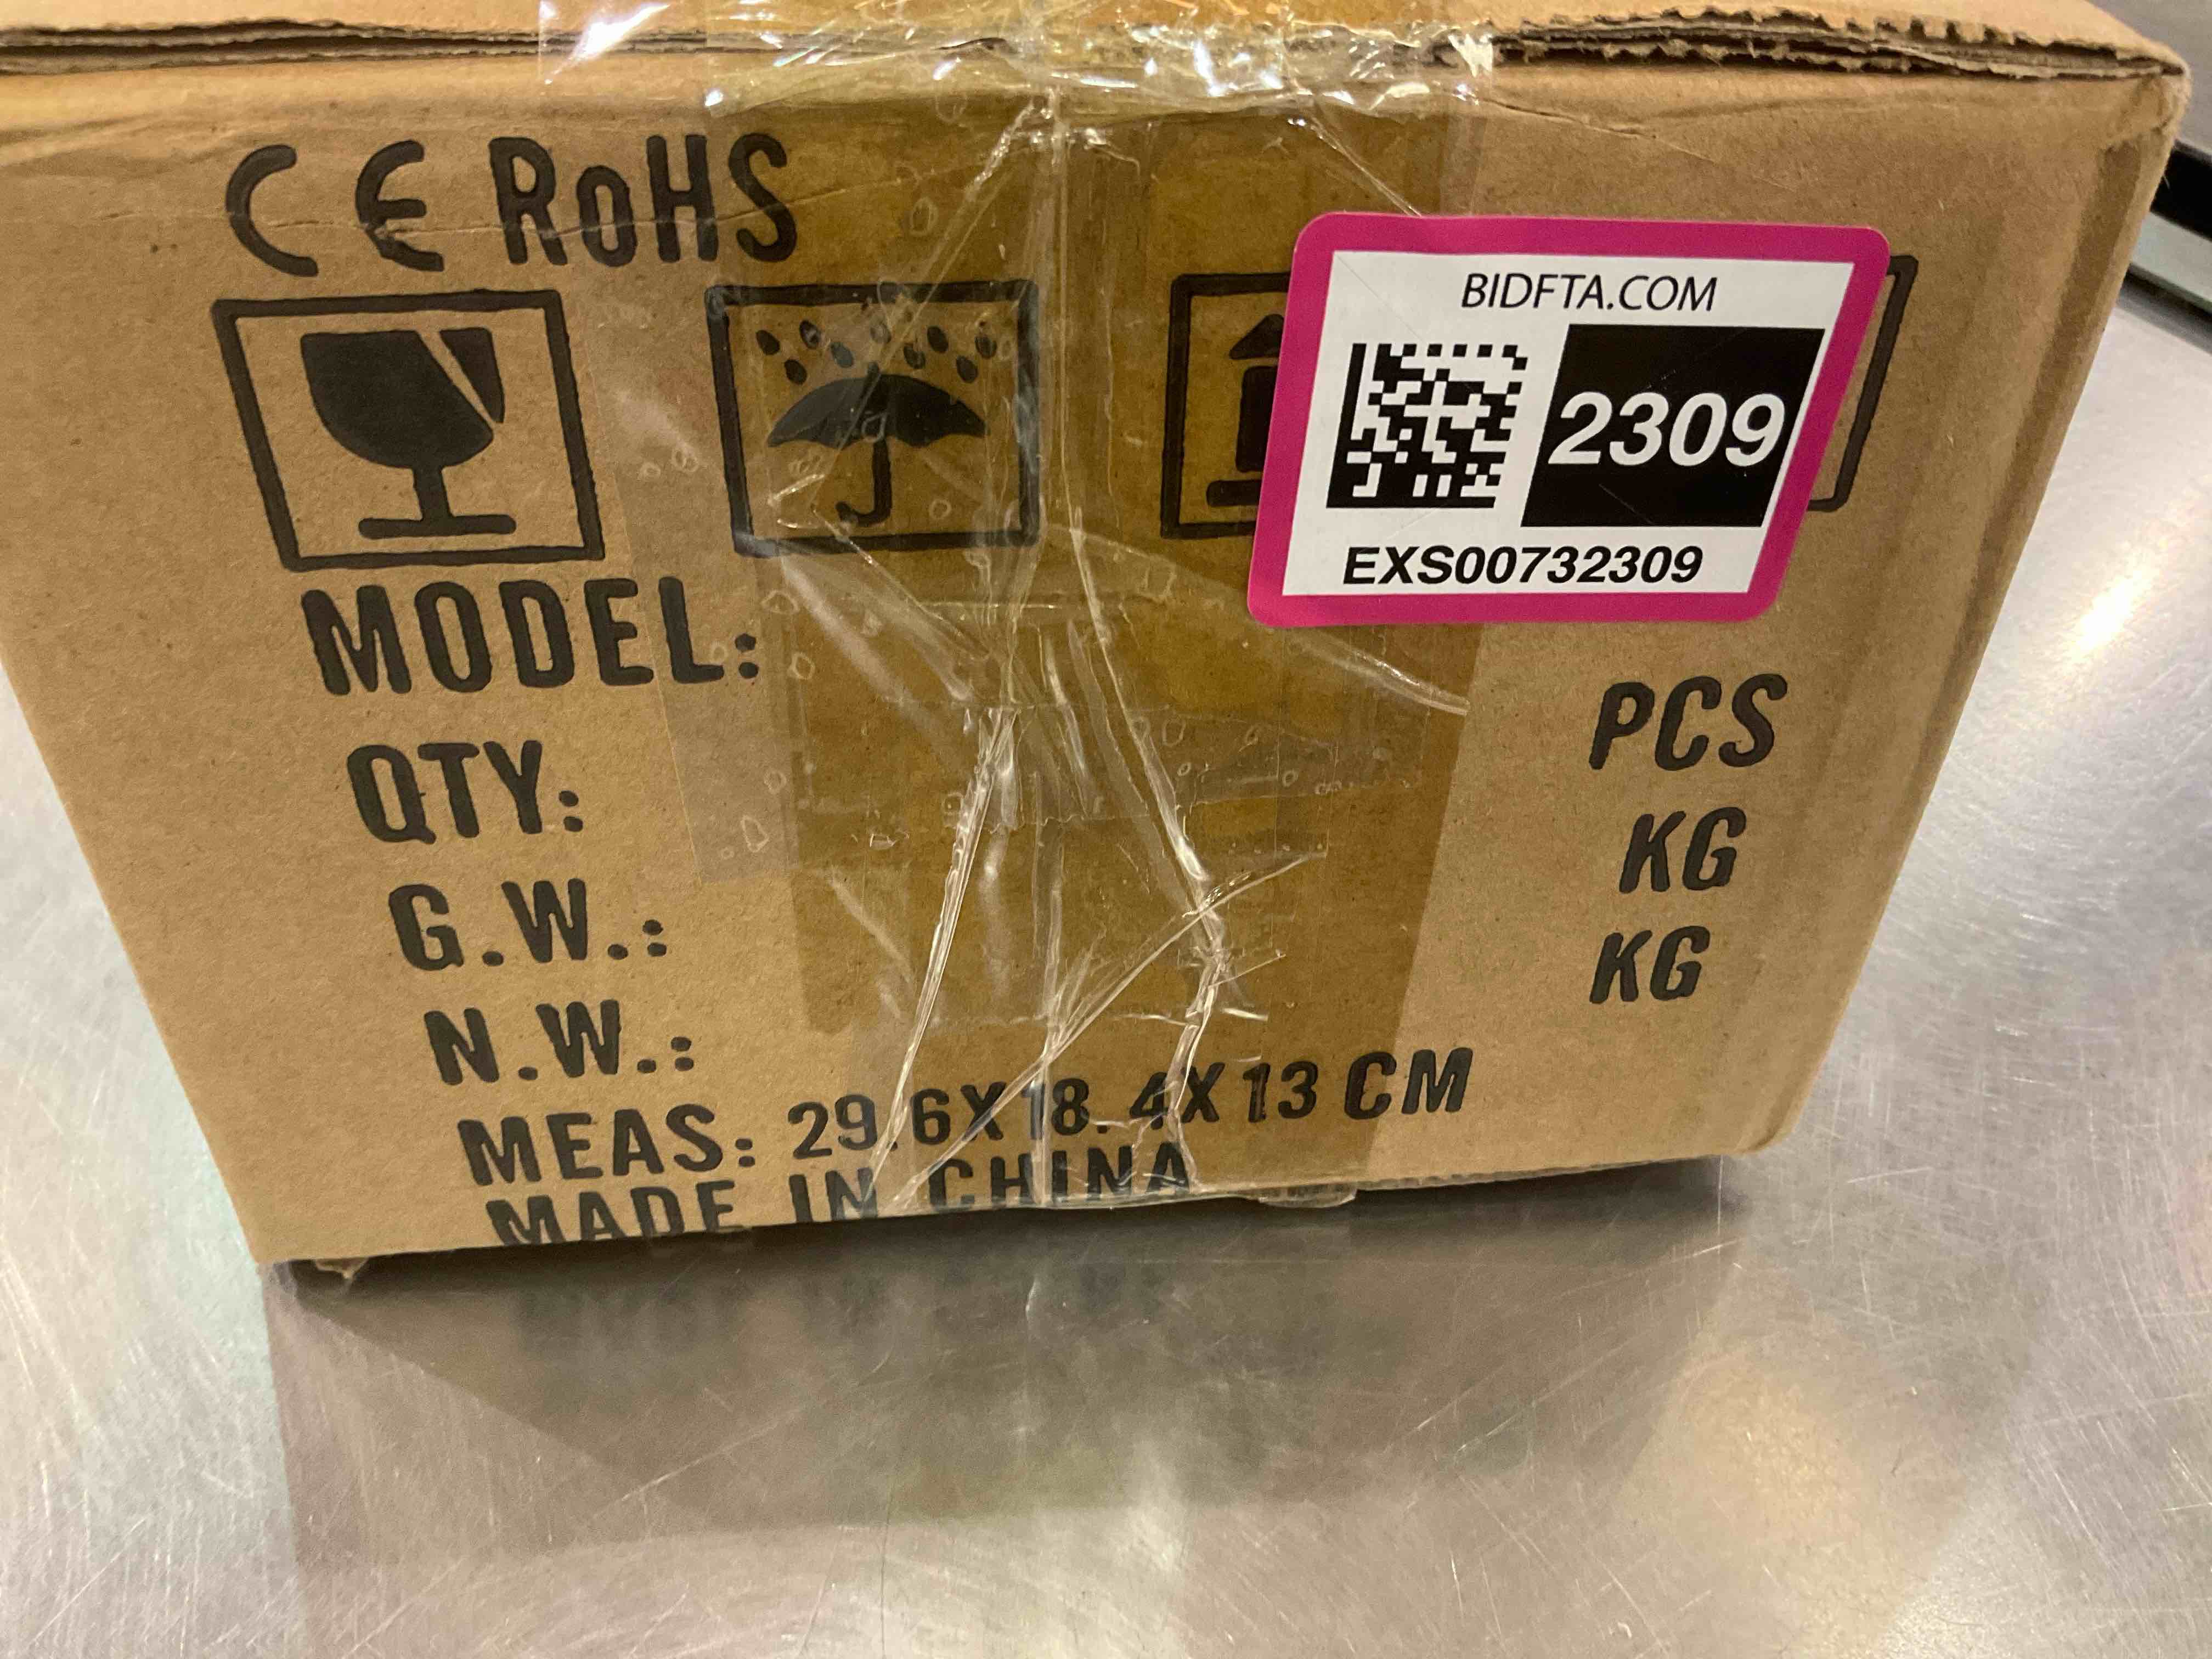 CE RoHS
BIDFTA.COM
2309
EXS00732309
MODEL:
QTY: PCS
G.W.: KG
N.W.: KG
MEAS: 29.6X18.4X13 CM
MADE IN CHINA